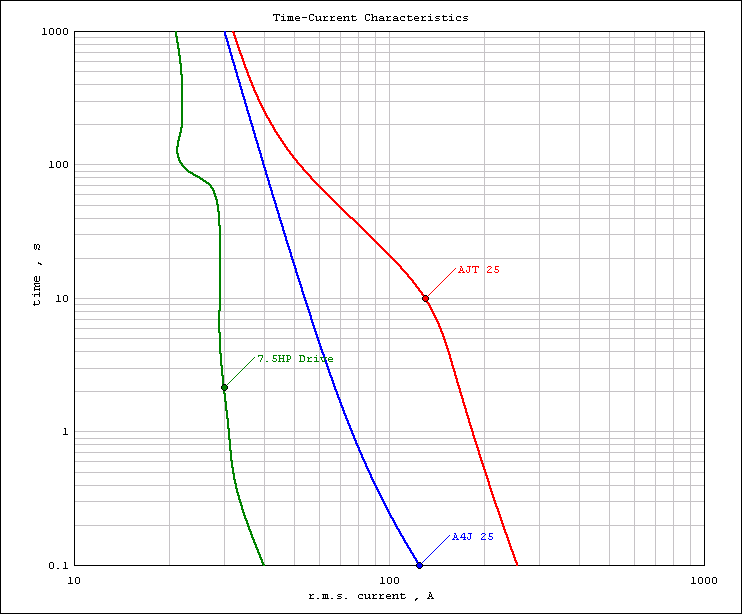 Time-Current Characteristics
1000
100
10
1
0.1
time , s
AJT 25
7.5HP Drive
A4J 25
10
100
1000
r.m.s. current , A